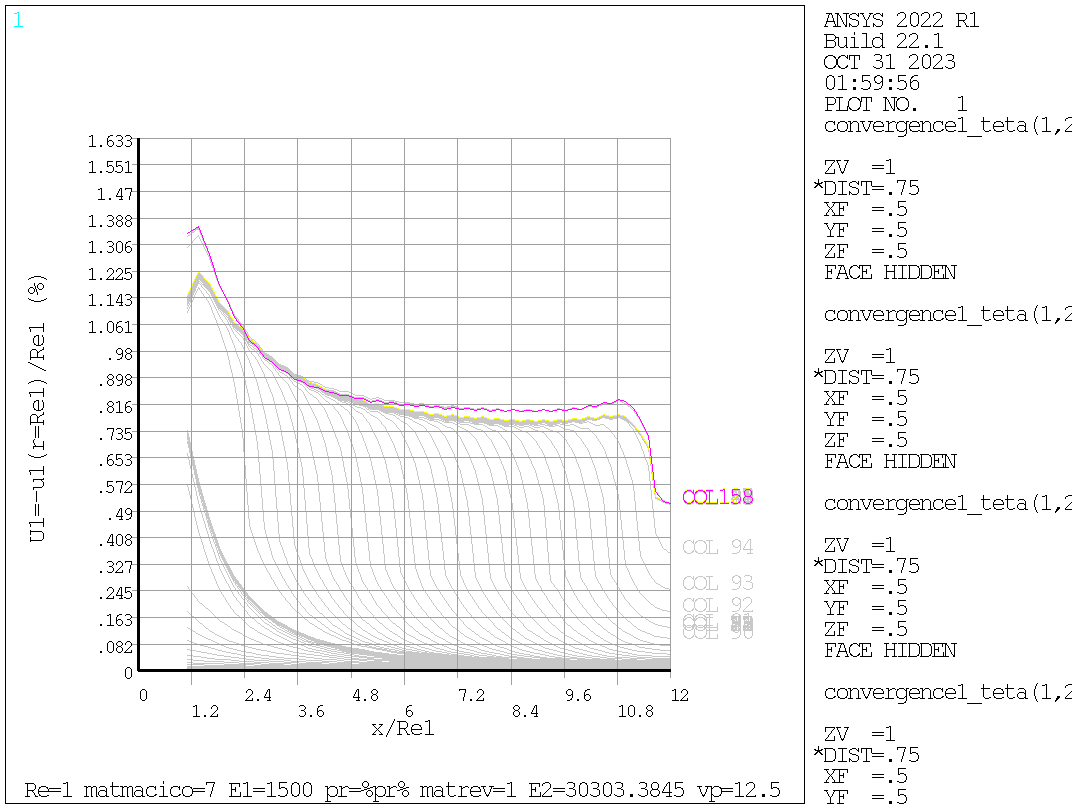 1
ANSYS 2022 R1
Build 22.1
OCT 31 2023
01:59:56
PLOT NO. 1
convergence1_teta(1,2
ZV =1
*DIST=.75
XF =.5
YF =.5
ZF =.5
FACE HIDDEN
convergence1_teta(1,2
ZV =1
*DIST=.75
XF =.5
YF =.5
ZF =.5
FACE HIDDEN
convergence1_teta(1,2
ZV =1
*DIST=.75
XF =.5
YF =.5
ZF =.5
FACE HIDDEN
convergence1_teta(1,2
ZV =1
*DIST=.75
XF =.5
YF =.5
U1=-u1(r=Re1)/Re1 (%)
1.633
1.551
1.47
1.388
1.306
1.225
1.143
1.061
.98
.898
.816
.735
.653
.572
.49
.408
.327
.245
.163
.082
0
COL158
COL 94
COL 93
COL 92
COL 90
0
1.2
2.4
3.6
4.8
6
7.2
8.4
9.6
10.8
12
x/Re1
Re=1 matmacico=7 E1=1500 pr=%pr% matrev=1 E2=30303.3845 vp=12.5